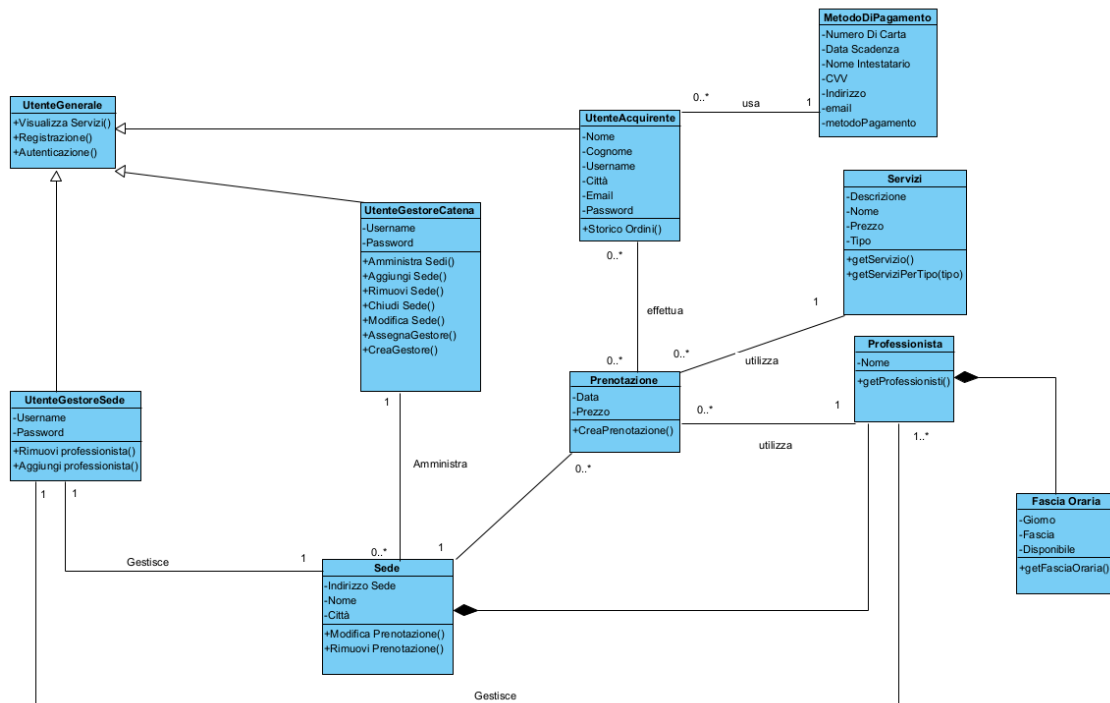 MetodoDiPagamento
-Numero Di Carta
-Data Scadenza
-Nome Intestatario
-CVV
-Indirizzo
-email
-metodoPagamento
UtenteGenerale
+Visualizza Servizi()
+Registrazione()
+Autenticazione()
0..*
usa
1
UtenteAcquirente
-Nome
-Cognome
-Username
-Città
-Email
-Password
+Storico Ordini()
0..*
Servizi
-Descrizione
-Nome
-Prezzo
-Tipo
+getServizio()
+getServiziPerTipo(tipo)
UtenteGestoreCatena
-Username
-Password
+Amministra Sedi()
+Aggiungi Sede()
+Rimuovi Sede()
+Chiudi Sede()
+Modifica Sede()
+AssegnaGestore()
+CreaGestore()
1
effettua
1
0..*
0..*
utilizza
Professionista
-Nome
+getProfessionisti()
Prenotazione
-Data
-Prezzo
+CreaPrenotazione()
0..*
1
utilizza
1..*
UtenteGestoreSede
-Username
-Password
+Rimuovi professionista()
+Aggiungi professionista()
1
1
Amministra
0..*
Fascia Oraria
-Giorno
-Fascia
-Disponibile
+getFasciaOraria()
Gestisce
1
0..*
1
Sede
-Indirizzo Sede
-Nome
-Città
+Modifica Prenotazione()
+Rimuovi Prenotazione()
Gestisce